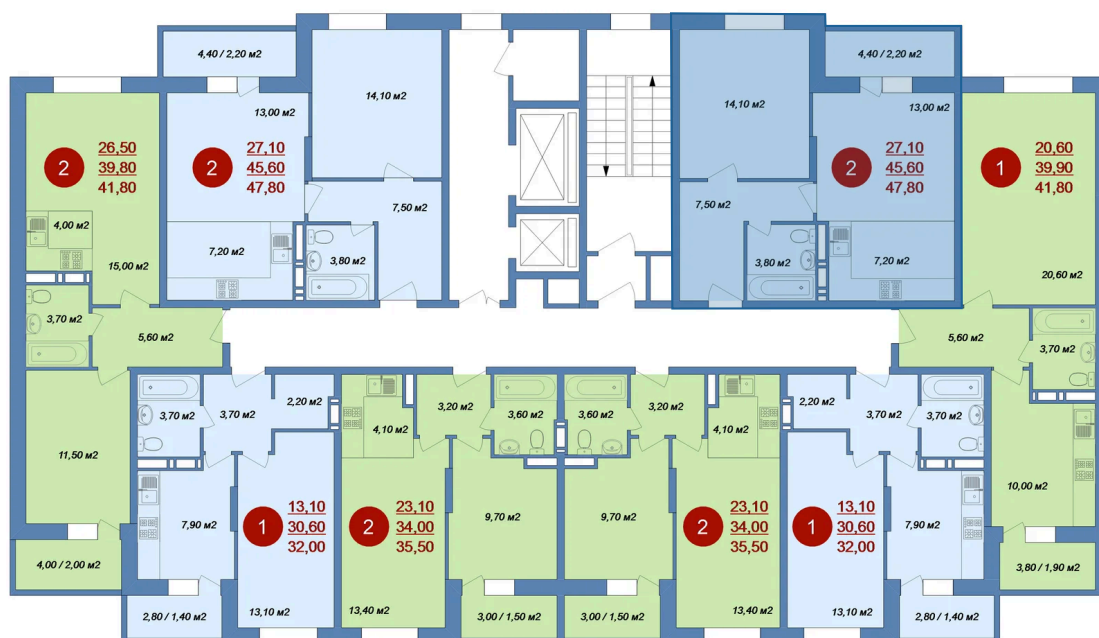 4,40 / 2,20 м2
14,10 м2
13,00 м2
2
26,50
39,80
41,80
4,00 м2
15,00 м2
2
27,10
45,60
47,80
7,20 м2
7,50 м2
3,80 м2
14,10 м2
4,40 / 2,20 м2
13,00 м2
2
27,10
45,60
47,80
7,50 м2
3,80 м2
7,20 м2
1
20,60
39,90
41,80
20,60 м2
3,70 м2
5,60 м2
5,60 м2
3,70 м2
11,50 м2
4,00 / 2,00 м2
3,70 м2
3,70 м2
2,20 м2
7,90 м2
1
13,10
30,60
32,00
13,10 м2
2,80 / 1,40 м2
4,10 м2
3,20 м2
3,60 м2
2
23,10
34,00
35,50
9,70 м2
13,40 м2
3,00 / 1,50 м2
3,60 м2
3,20 м2
4,10 м2
9,70 м2
2
23,10
34,00
35,50
13,40 м2
3,00 / 1,50 м2
2,20 м2
3,70 м2
3,70 м2
1
13,10
30,60
32,00
7,90 м2
13,10 м2
2,80 / 1,40 м2
10,00 м2
3,80 / 1,90 м2